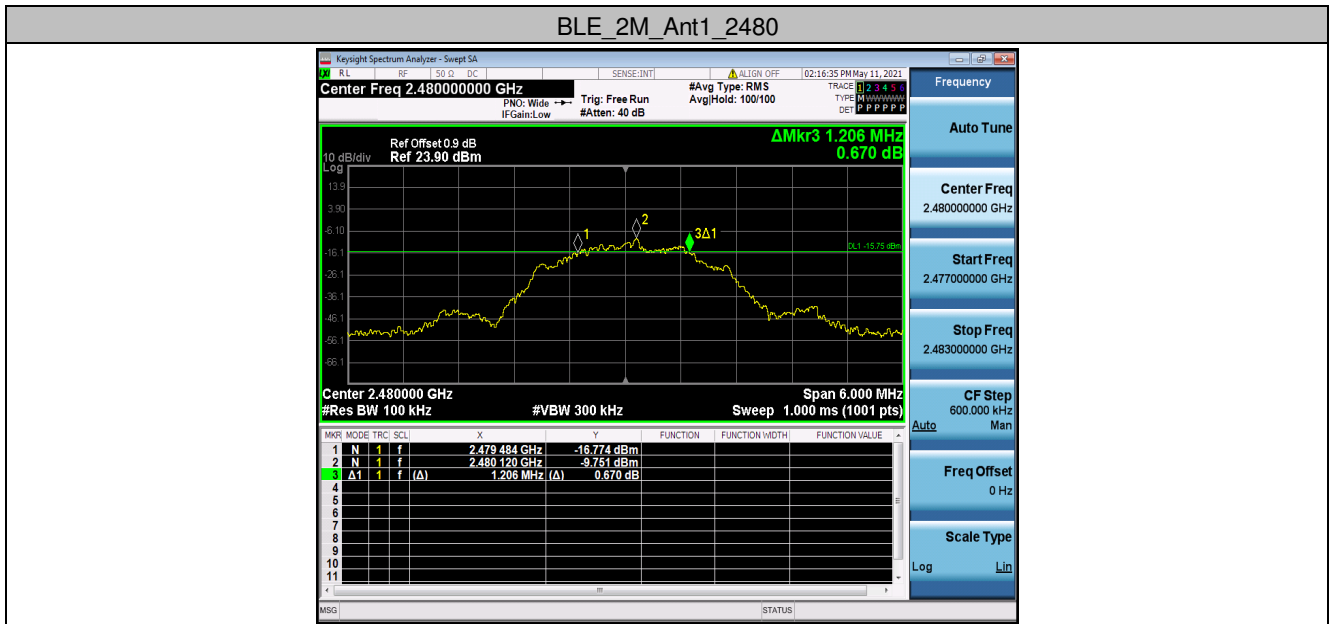 BLE_2M_Ant1_2480
Keysight Spectrum Analyzer - Swept SA
RL RF 50 Ω DC SENSE:INT ALIGN OFF 02:16:35 PM May 11, 2021
Center Freq 2.480000000 GHz
PNO: Wide
IFGain:Low
Trig: Free Run
#Atten: 40 dB
#Avg Type: RMS
Avg|Hold: 100/100
TRACE 1 2 3 4 5 6
TYPE M WWWWW
DET P P P P P P
Frequency
Auto Tune
Center Freq
2.480000000 GHz
Start Freq
2.477000000 GHz
Stop Freq
2.483000000 GHz
CF Step
600.000 kHz
Auto Man
Freq Offset
0 Hz
Scale Type
Log Lin
ΔMkr3 1.206 MHz
0.670 dB
Ref Offset 0.9 dB
10 dB/div Ref 23.90 dBm
Log
13.9
3.90
-6.10
-16.1
-26.1
-36.1
-46.1
-56.1
-66.1
1
2
3Δ1
DL1 -15.75 dBm
Center 2.480000 GHz Span 6.000 MHz
#Res BW 100 kHz #VBW 300 kHz Sweep 1.000 ms (1001 pts)
MKR MODE TRC SCL X Y FUNCTION FUNCTION WIDTH FUNCTION VALUE
1 N 1 f 2.479 484 GHz -16.774 dBm
2 N 1 f 2.480 120 GHz -9.751 dBm
3 Δ1 1 f (Δ) 1.206 MHz (Δ) 0.670 dB
4
5
6
7
8
9
10
11
MSG STATUS